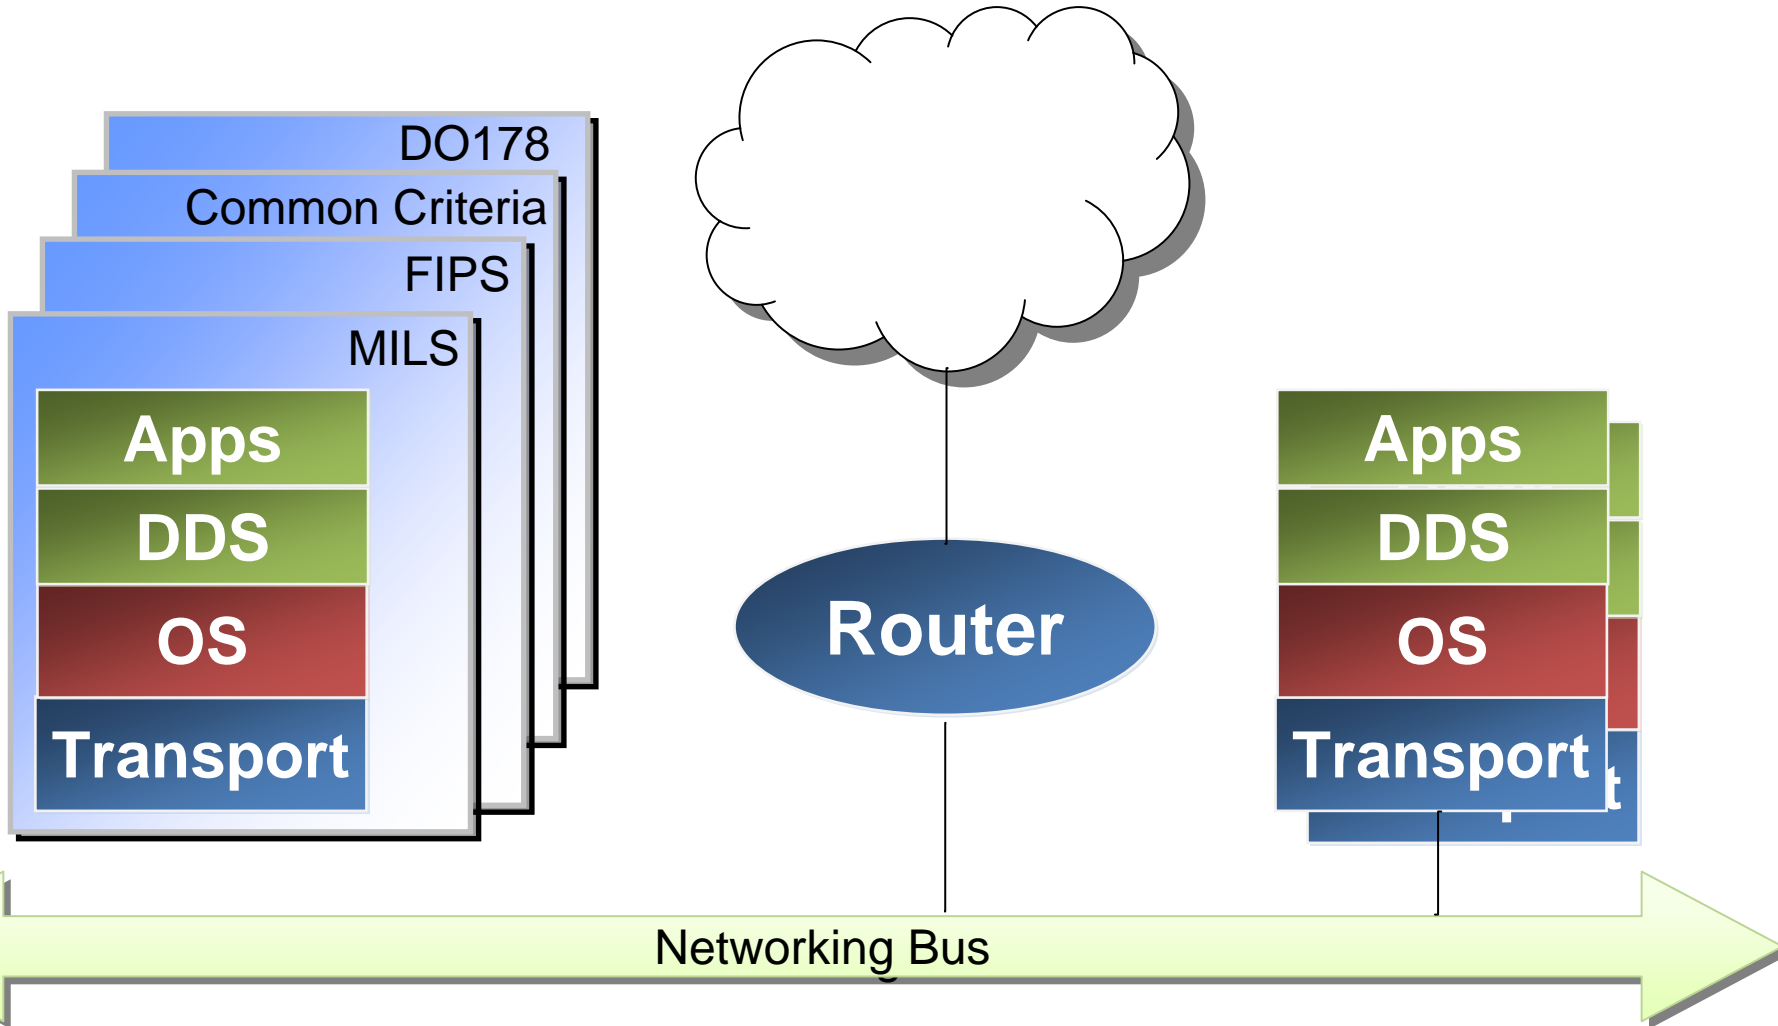 DO178
Common Criteria
FIPS
MILS
Apps
DDS
OS
Transport
Router
Apps
DDS
OS
Transport
Networking Bus